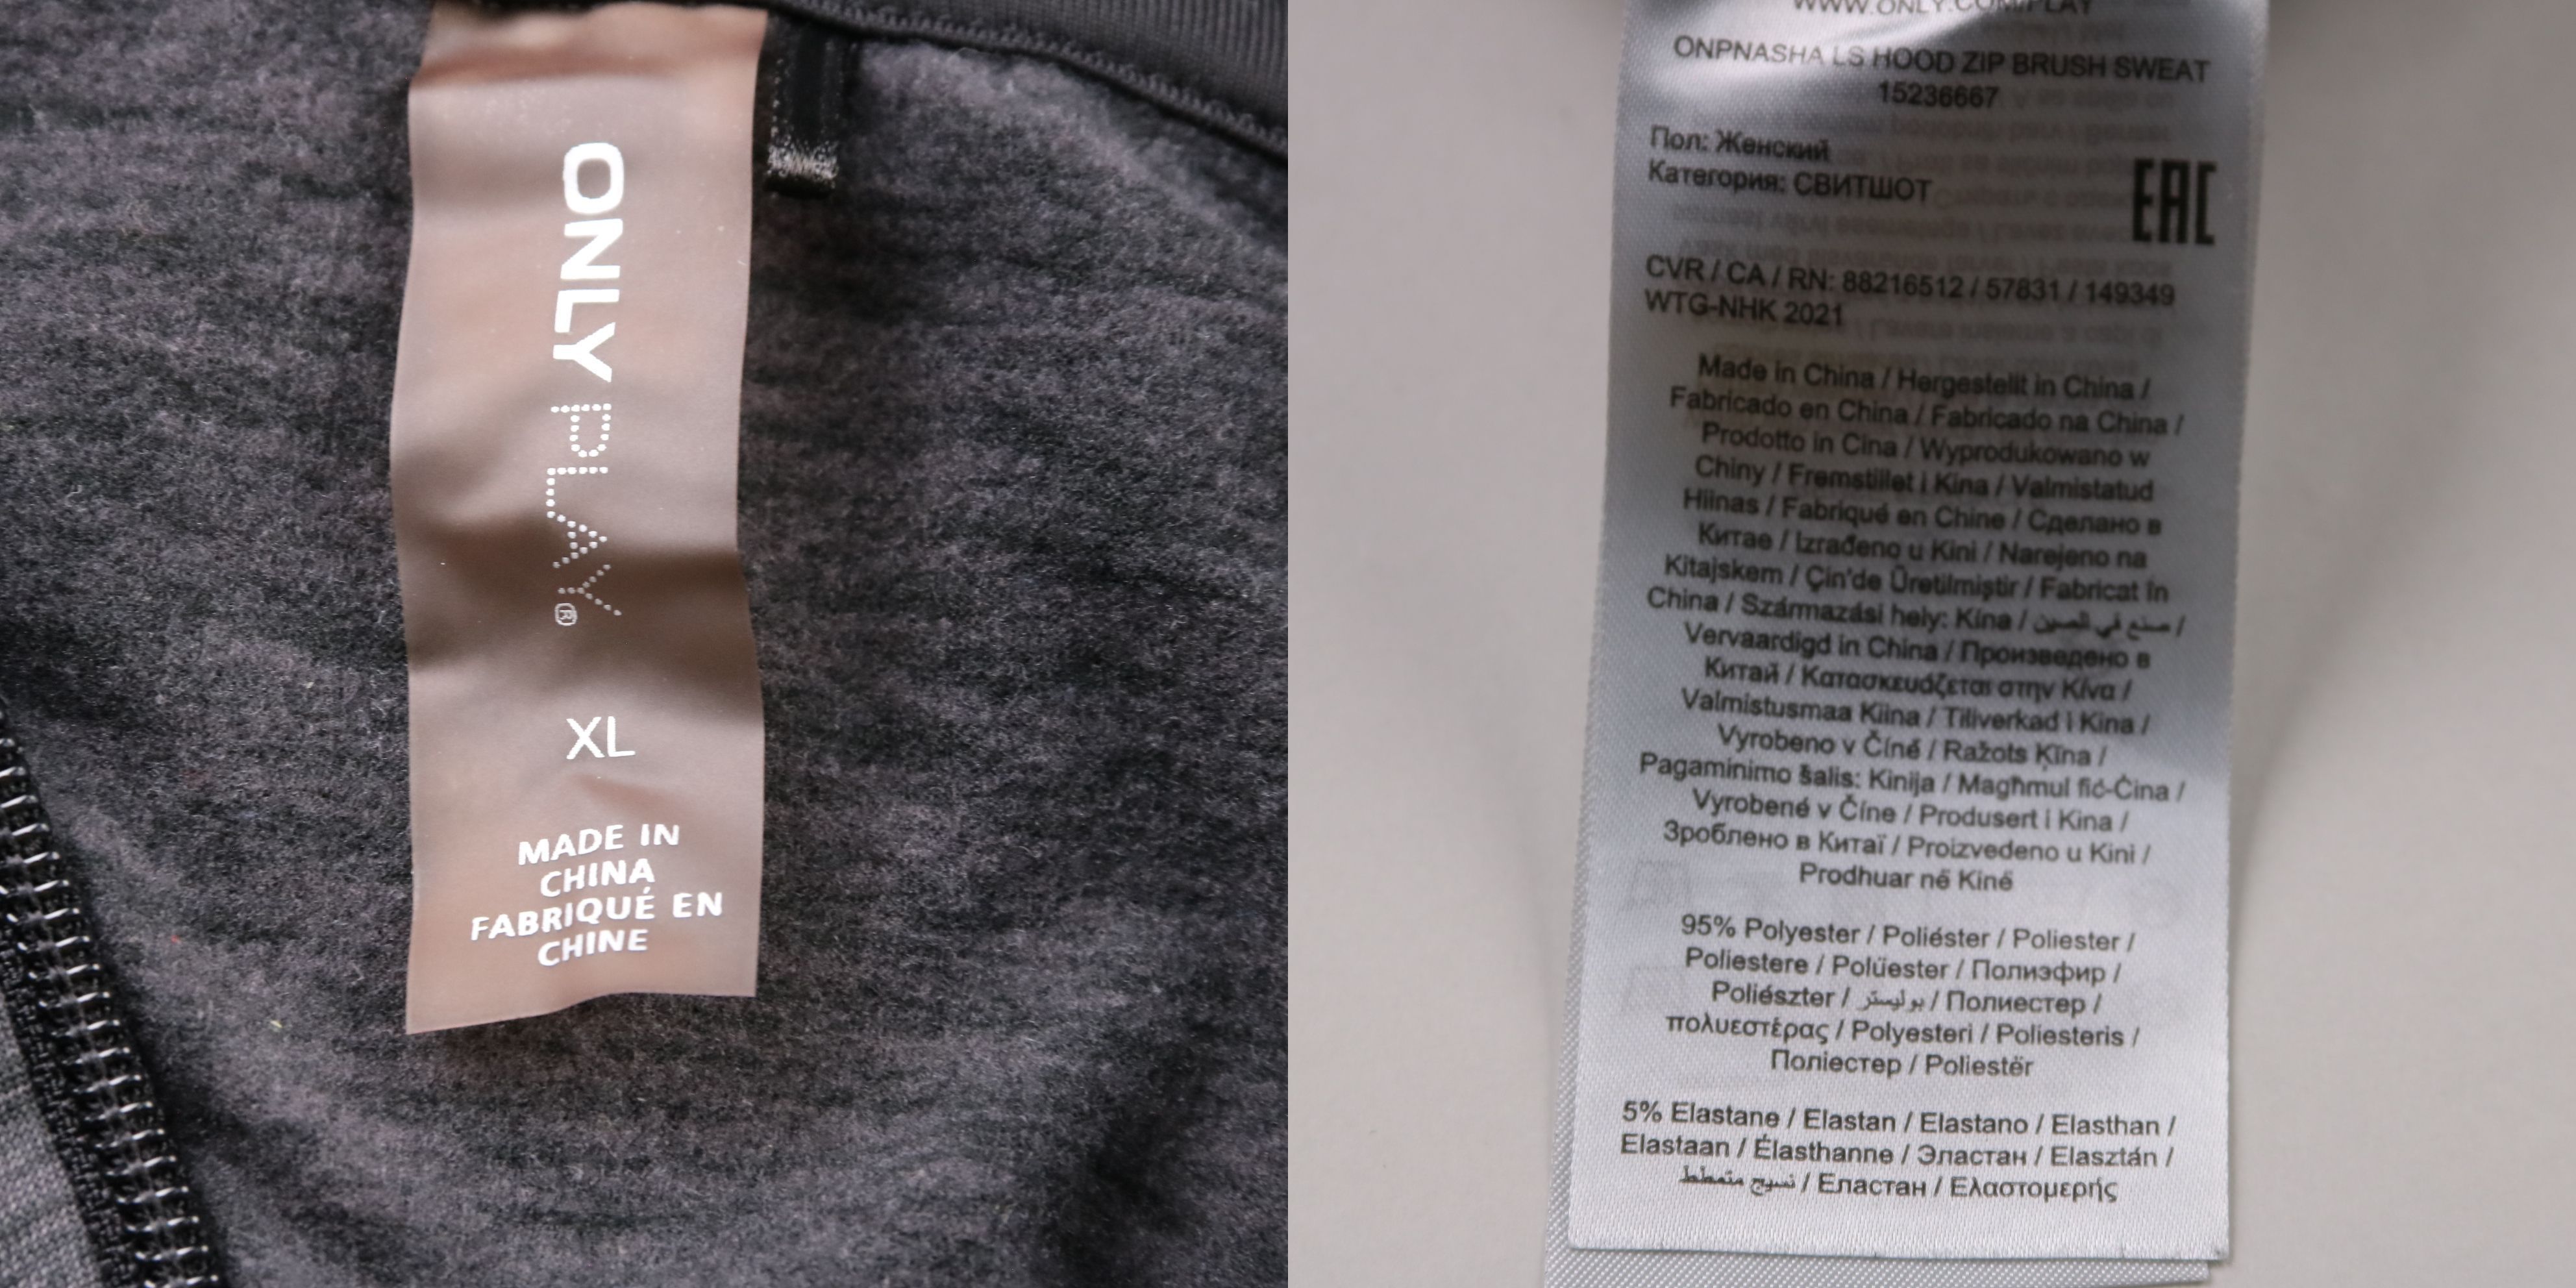 ONLY PLAY®
XL
MADE IN
CHINA
FABRIQUÉ EN
CHINE
WWW.ONLY.COM/PLAY
ONPNASHA LS HOOD ZIP BRUSH SWEAT
15236667
Пол: Женский
Категория: СВИТШОТ
EAC
CVR / CA / RN: 88216512 / 57831 / 149349
WTG-NHK 2021
Made in China / Hergestellt in China /
Fabricado en China / Fabricado na China /
Prodotto in Cina / Wyprodukowano w
Chiny / Fremstillet i Kina / Valmistatud
Hiinas / Fabriqué en Chine / Сделано в
Китае / Izrađeno u Kini / Narejeno na
Kitajskem / Çin'de Üretilmiştir / Fabricat în
China / Származási hely: Kína / صنع في الصين /
Vervaardigd in China / Произведено в
Китай / Κατασκευάζεται στην Κίνα /
Valmistusmaa Kiina / Tillverkad i Kina /
Vyrobeno v Číně / Ražots Ķīna /
Pagaminimo šalis: Kinija / Magħmul fiċ-Ċina /
Vyrobené v Číne / Produsert i Kina /
Зроблено в Китаї / Proizvedeno u Kini /
Prodhuar në Kinë
95% Polyester / Poliéster / Poliester /
Poliestere / Polüester / Полиэфир /
Poliészter / بوليستر / Полиестер /
πολυεστέρας / Polyesteri / Poliesteris /
Поліестер / Poliestër
5% Elastane / Elastan / Elastano / Elasthan /
Elastaan / Élasthanne / Эластан / Elasztán /
نسيج متمطط / Еластан / Ελαστομερής